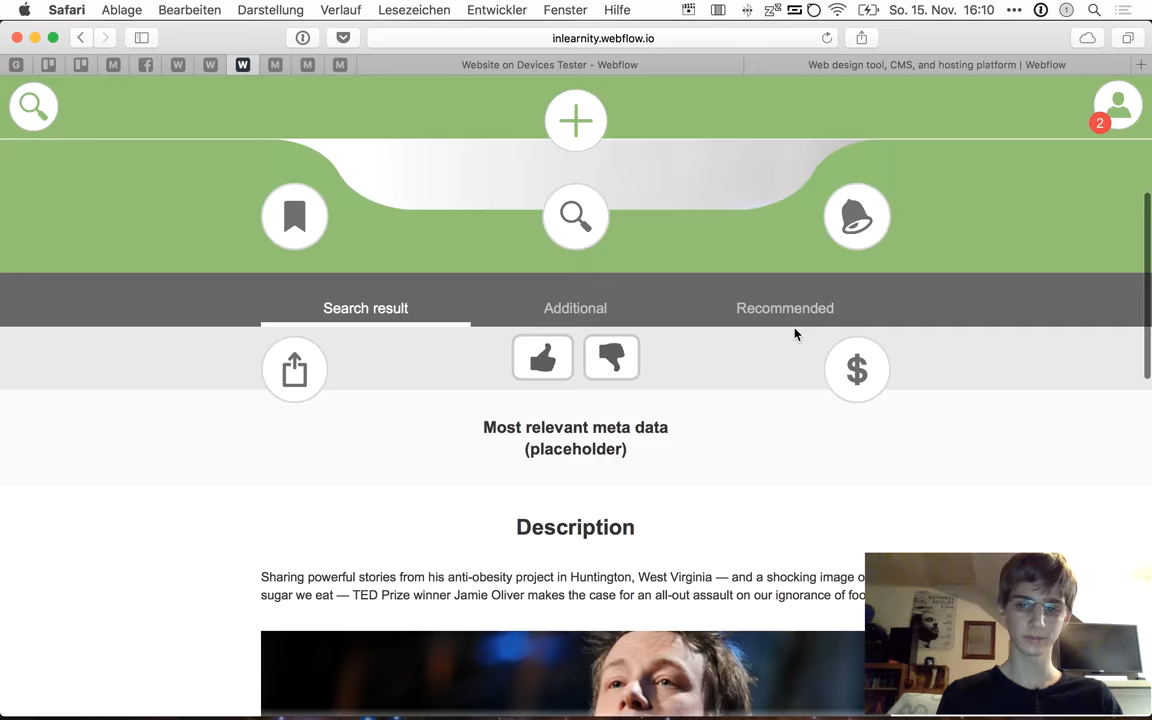 Safari Ablage Bearbeiten Darstellung Verlauf Lesezeichen Entwickler Fenster Hilfe So. 15. Nov. 16:10
inlearnity.webflow.io
Website on Devices Tester - Webflow
Web design tool, CMS, and hosting platform | Webflow
2
Search result Additional Recommended
$
Most relevant meta data
(placeholder)
Description
Sharing powerful stories from his anti-obesity project in Huntington, West Virginia — and a shocking image o
sugar we eat — TED Prize winner Jamie Oliver makes the case for an all-out assault on our ignorance of foo